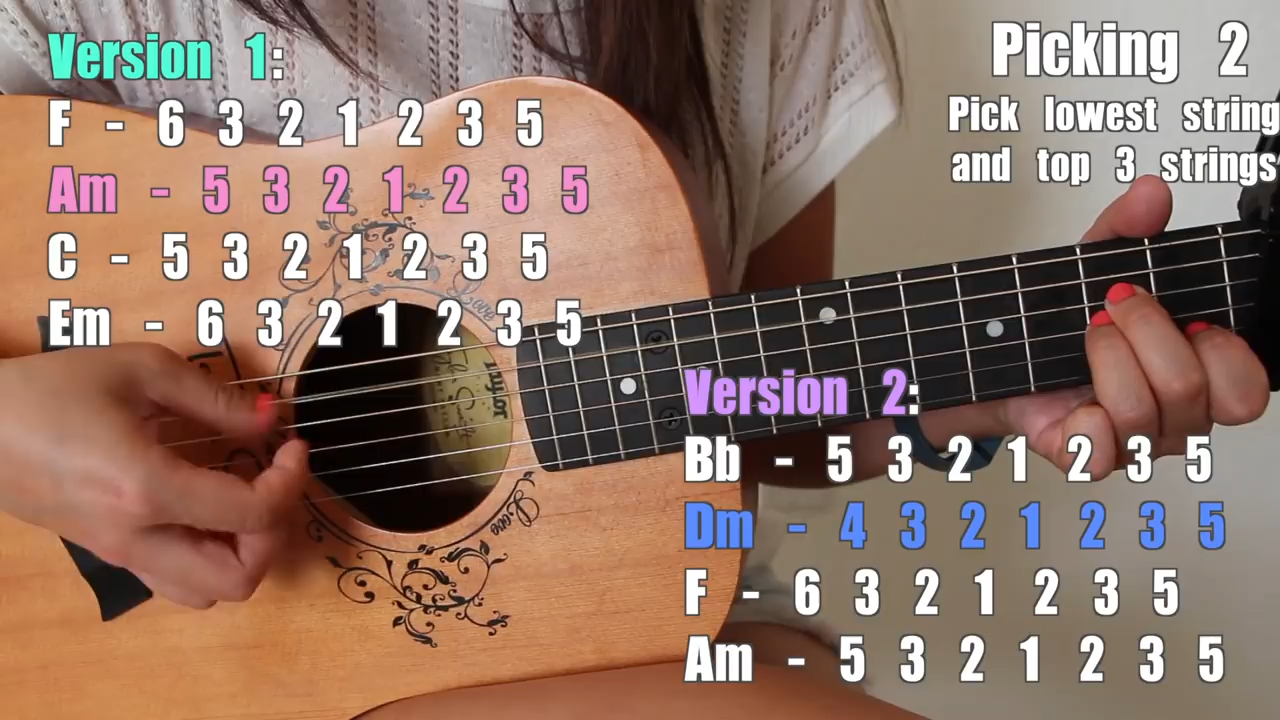 Version 1:
F - 6 3 2 1 2 3 5
Am - 5 3 2 1 2 3 5
C - 5 3 2 1 2 3 5
Em - 6 3 2 1 2 3 5
Picking 2
Pick lowest string
and top 3 strings
Version 2:
Bb - 5 3 2 1 2 3 5
Dm - 4 3 2 1 2 3 5
F - 6 3 2 1 2 3 5
Am - 5 3 2 1 2 3 5
Love
Taylor
Love